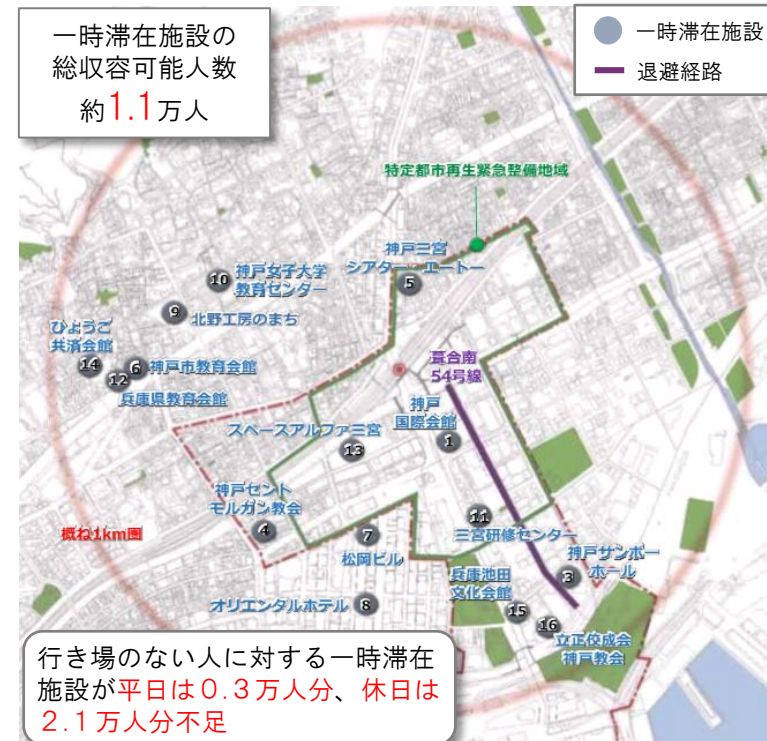 一時滞在施設の
総収容可能人数
約1.1万人
一時滞在施設
退避経路
特定都市再生緊急整備地域
神戸三宮
シアター・エートー
5
10
神戸女子大学
教育センター
9
北野工房のまち
ひょうご
共済会館
14
12
6
神戸市教育会館
兵庫県教育会館
葺合南
54号線
神戸
国際会館
1
スペースアルファ三宮
13
神戸セント
モルガン教会
4
概ね1km圏
7
松岡ビル
11
三宮研修センター
神戸サンボー
ホール
3
兵庫池田
文化会館
15
オリエンタルホテル
8
16
立正佼成会
神戸教会
行き場のない人に対する一時滞在
施設が平日は0.3万人分、休日は
2.1万人分不足